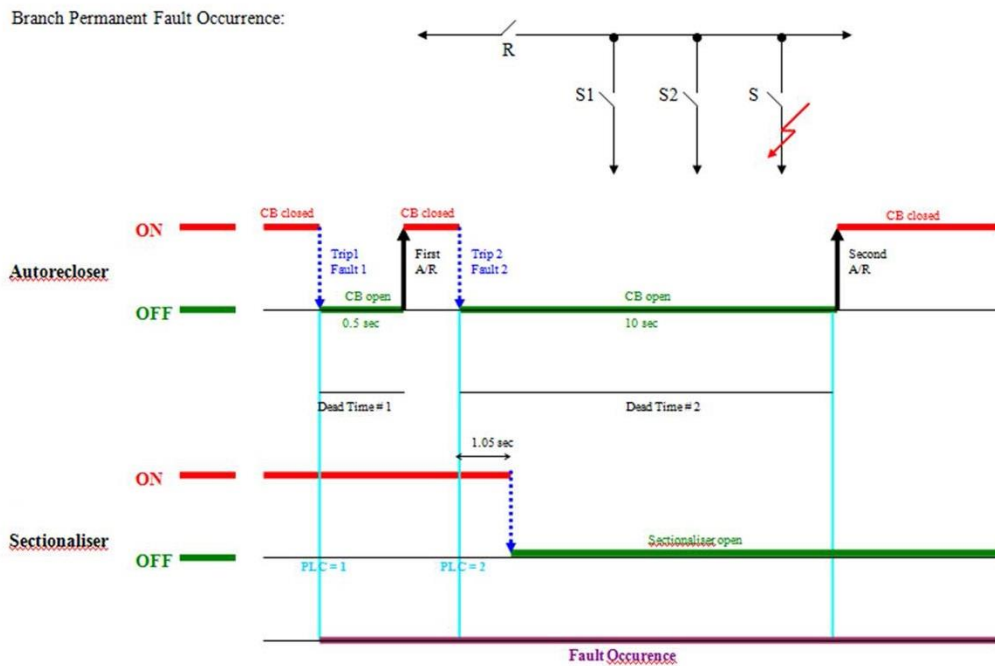 Branch Permanent Fault Occurrence:
R
S1
S2
S
CB closed
CB closed
CB closed
ON
Trip1
Fault 1
First
A/R
Trip 2
Fault 2
Second
A/R
Autorecloser
CB open
CB open
OFF
0.5 sec
10 sec
Dead Time # 1
Dead Time # 2
1.05 sec
ON
Sectionaliser
Sectionaliser open
OFF
PLC = 1
PLC = 2
Fault Occurence